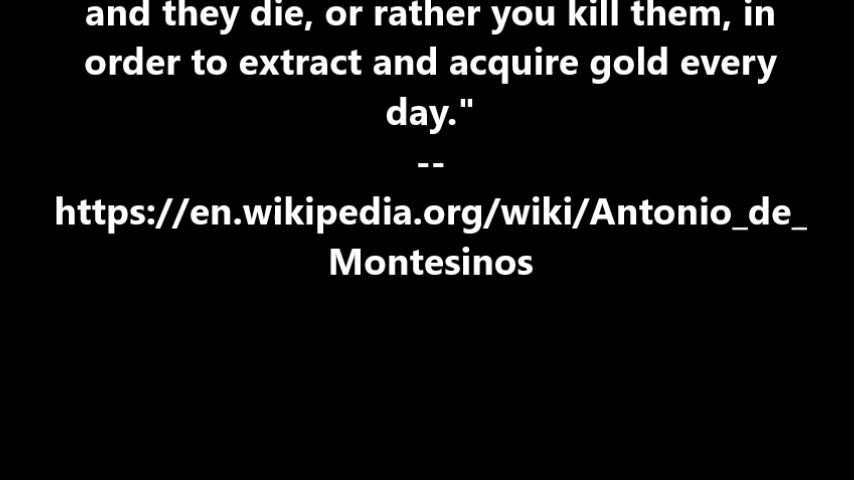 and they die, or rather you kill them, in
order to extract and acquire gold every
day."
--
https://en.wikipedia.org/wiki/Antonio_de_
Montesinos